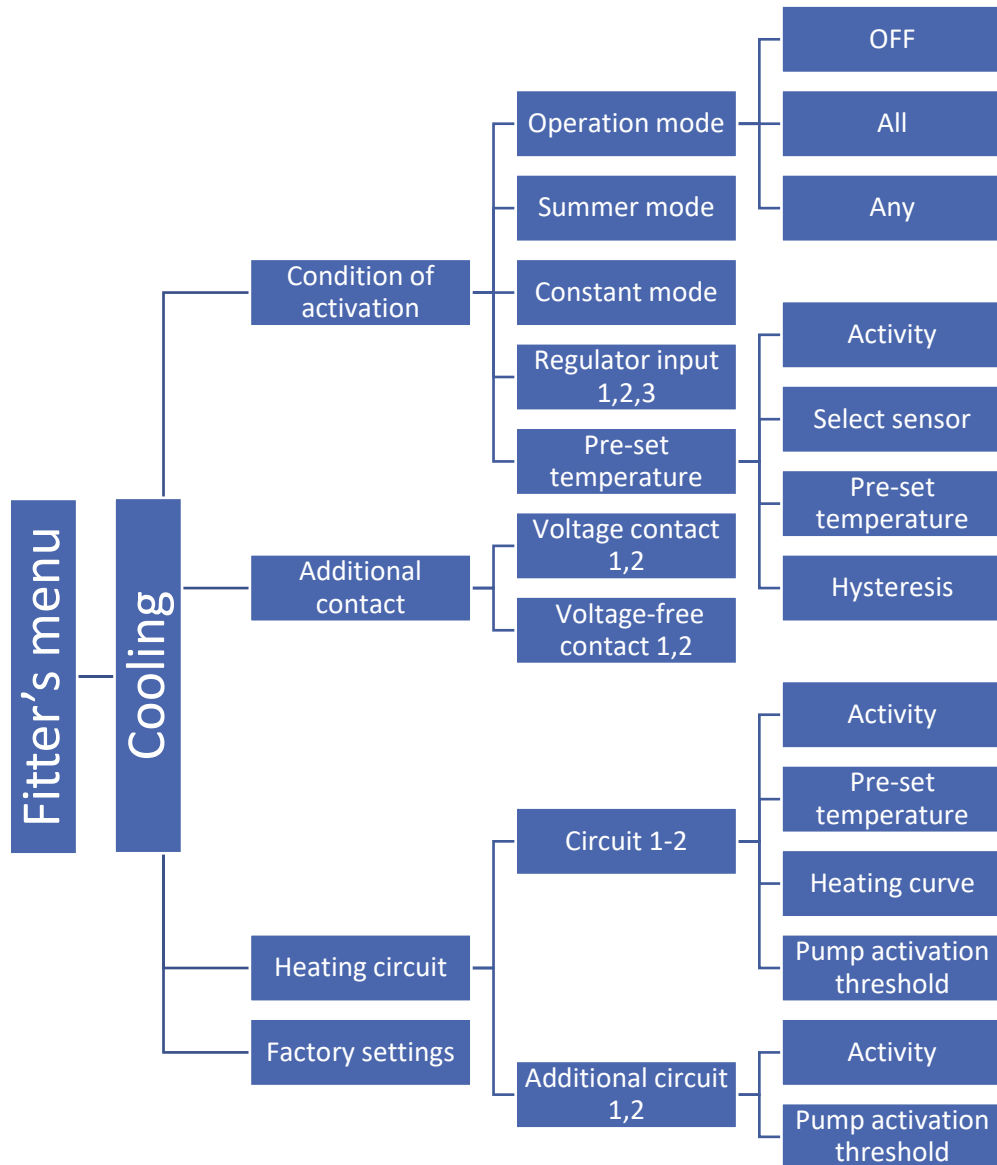 Fitter's menu
Cooling
Condition of
activation
Operation mode
OFF
All
Any
Summer mode
Constant mode
Regulator input
1,2,3
Pre-set
temperature
Activity
Select sensor
Pre-set
temperature
Hysteresis
Additional
contact
Voltage contact
1,2
Voltage-free
contact 1,2
Heating circuit
Circuit 1-2
Activity
Pre-set
temperature
Heating curve
Pump activation
threshold
Additional circuit
1,2
Activity
Pump activation
threshold
Factory settings